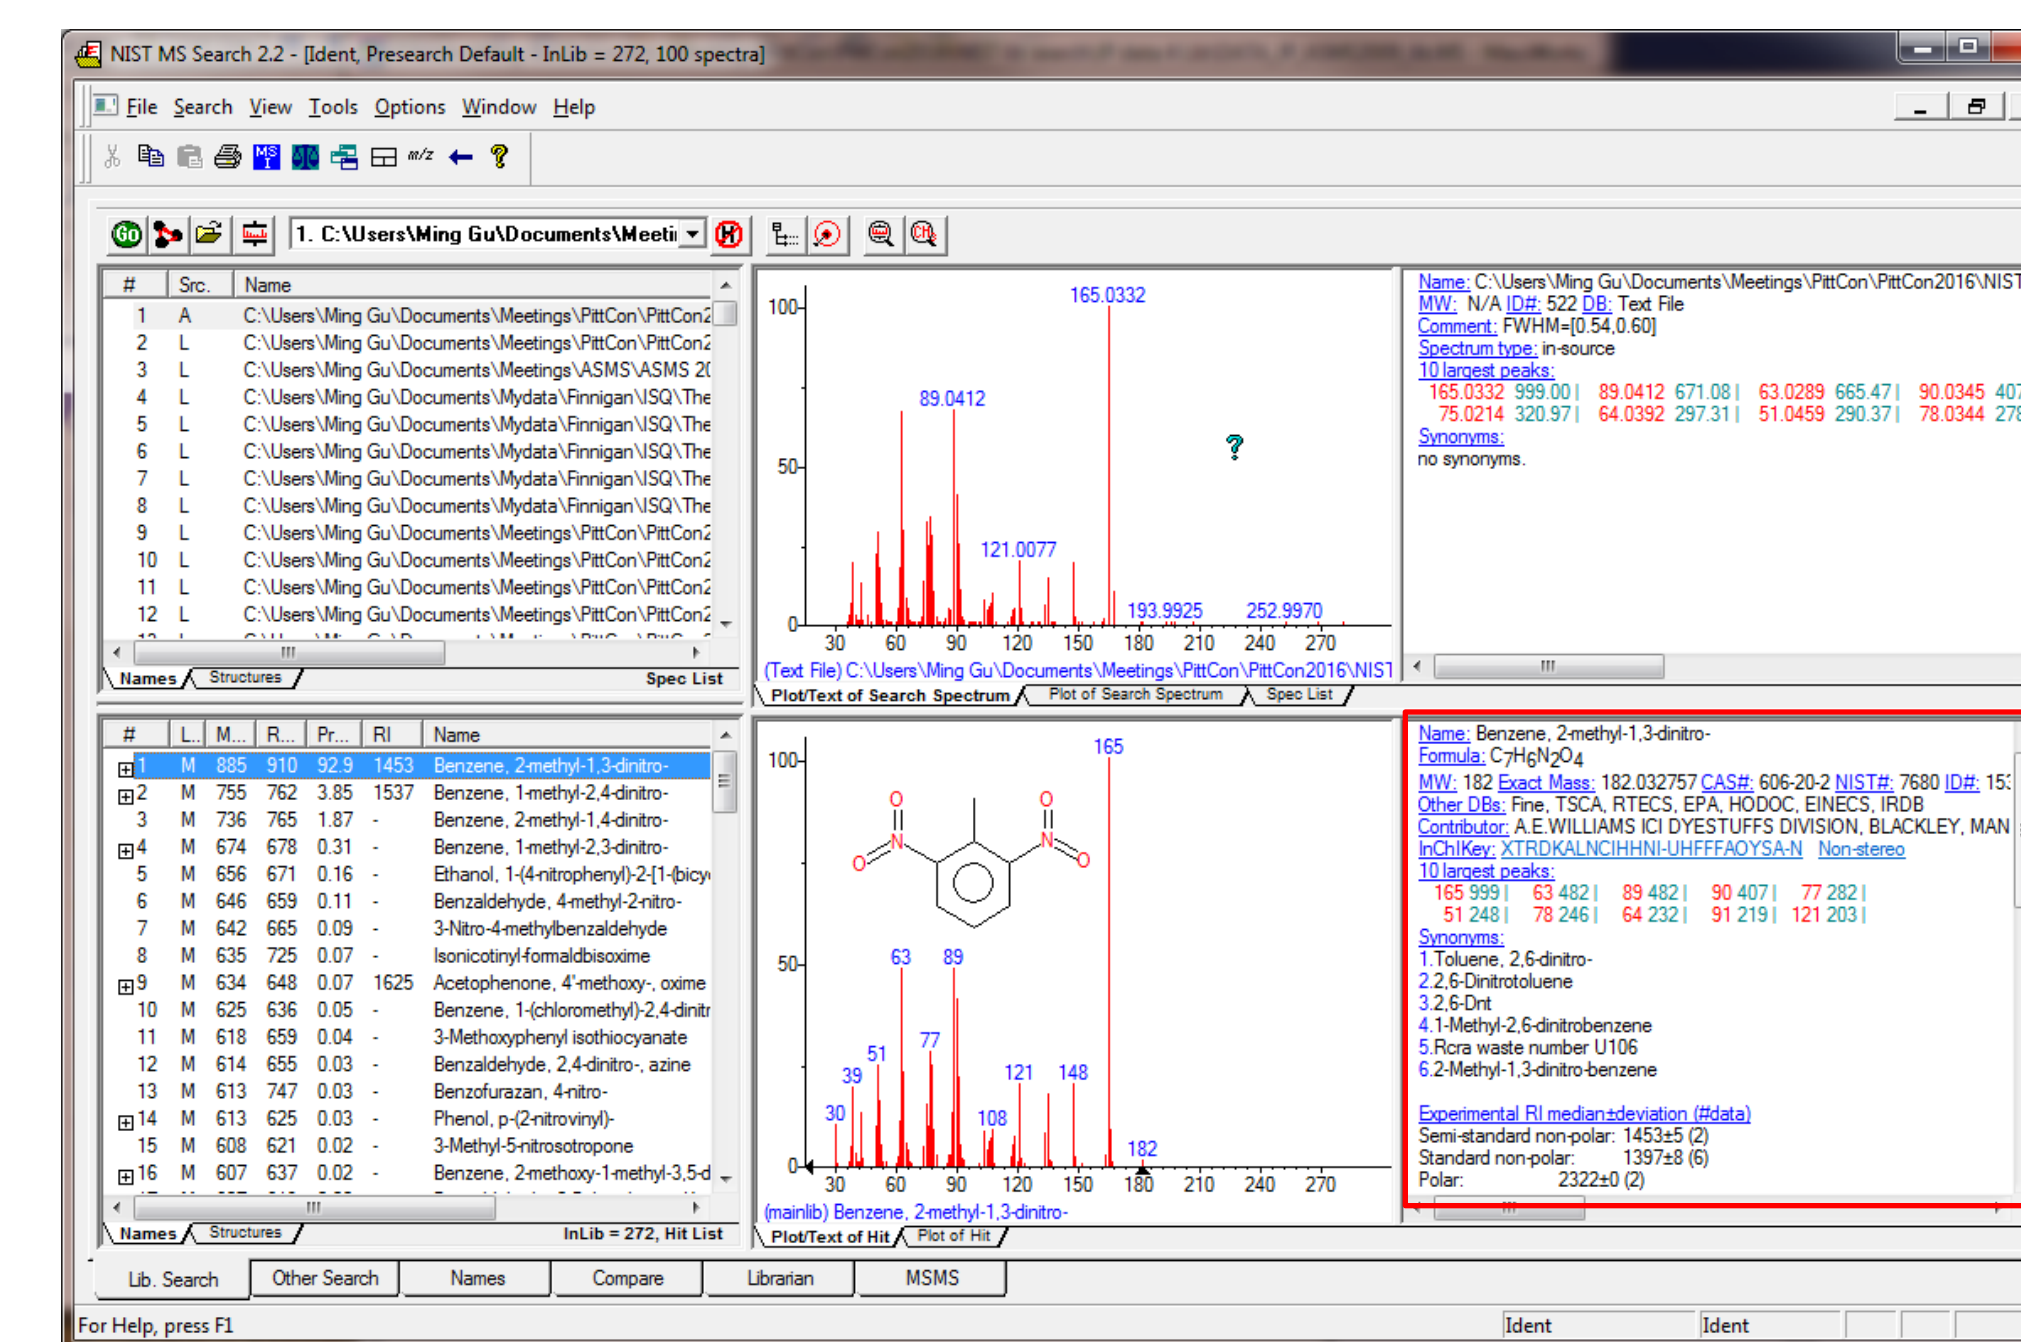 NIST MS Search 2.2 - [Ident, Presearch Default - InLib = 272, 100 spectra]
File Search View Tools Options Window Help
MS I m/z ?
Go 1. C:\Users\Ming Gu\Documents\Meetii
# Src. Name
1 A C:\Users\Ming Gu\Documents\Meetings\PittCon\PittCon2
2 L C:\Users\Ming Gu\Documents\Meetings\PittCon\PittCon2
3 L C:\Users\Ming Gu\Documents\Meetings\ASMS\ASMS 20
4 L C:\Users\Ming Gu\Documents\Mydata\Finnigan\ISQ\The
5 L C:\Users\Ming Gu\Documents\Mydata\Finnigan\ISQ\The
6 L C:\Users\Ming Gu\Documents\Mydata\Finnigan\ISQ\The
7 L C:\Users\Ming Gu\Documents\Mydata\Finnigan\ISQ\The
8 L C:\Users\Ming Gu\Documents\Mydata\Finnigan\ISQ\The
9 L C:\Users\Ming Gu\Documents\Meetings\PittCon\PittCon2
10 L C:\Users\Ming Gu\Documents\Meetings\PittCon\PittCon2
11 L C:\Users\Ming Gu\Documents\Meetings\PittCon\PittCon2
12 L C:\Users\Ming Gu\Documents\Meetings\PittCon\PittCon2
Names Structures Spec List
165.0332
100
89.0412
50
121.0077
193.9925 252.9970
0
30 60 90 120 150 180 210 240 270
(Text File) C:\Users\Ming Gu\Documents\Meetings\PittCon\PittCon2016\NIST
Plot/Text of Search Spectrum Plot of Search Spectrum Spec List
Name: C:\Users\Ming Gu\Documents\Meetings\PittCon\PittCon2016\NIST
MW: N/A ID#: 522 DB: Text File
Comment: FWHM=[0.54,0.60]
Spectrum type: in-source
10 largest peaks:
165.0332 999.00 | 89.0412 671.08 | 63.0289 665.47 | 90.0345 407
75.0214 320.97 | 64.0392 297.31 | 51.0459 290.37 | 78.0344 278
Synonyms:
no synonyms.
# L.. M... R... Pr... RI Name
1 M 885 910 92.9 1453 Benzene, 2-methyl-1,3-dinitro-
2 M 755 762 3.85 1537 Benzene, 1-methyl-2,4-dinitro-
3 M 736 765 1.87 - Benzene, 2-methyl-1,4-dinitro-
4 M 674 678 0.31 - Benzene, 1-methyl-2,3-dinitro-
5 M 656 671 0.16 - Ethanol, 1-(4-nitrophenyl)-2-[1-(bicy
6 M 646 659 0.11 - Benzaldehyde, 4-methyl-2-nitro-
7 M 642 665 0.09 - 3-Nitro-4-methylbenzaldehyde
8 M 635 725 0.07 - Isonicotinyl-formaldbisoxime
9 M 634 648 0.07 1625 Acetophenone, 4'-methoxy-, oxime
10 M 625 636 0.05 - Benzene, 1-(chloromethyl)-2,4-dinitr
11 M 618 659 0.04 - 3-Methoxyphenyl isothiocyanate
12 M 614 655 0.03 - Benzaldehyde, 2,4-dinitro-, azine
13 M 613 747 0.03 - Benzofurazan, 4-nitro-
14 M 613 625 0.03 - Phenol, p-(2-nitrovinyl)-
15 M 608 621 0.02 - 3-Methyl-5-nitrosotropone
16 M 607 637 0.02 - Benzene, 2-methoxy-1-methyl-3,5-d
Names Structures InLib = 272, Hit List
165
100
O O
N N
O O
63 89
50
77
51
39 121 148
30 108
182
0
30 60 90 120 150 180 210 240 270
(mainlib) Benzene, 2-methyl-1,3-dinitro-
Plot/Text of Hit Plot of Hit
Name: Benzene, 2-methyl-1,3-dinitro-
Formula: C7H6N2O4
MW: 182 Exact Mass: 182.032757 CAS#: 606-20-2 NIST#: 7680 ID#: 153
Other DBs: Fine, TSCA, RTECS, EPA, HODOC, EINECS, IRDB
Contributor: A.E.WILLIAMS ICI DYESTUFFS DIVISION, BLACKLEY, MAN
InChIKey: XTRDKALNCIHHNI-UHFFFAOYSA-N Non-stereo
10 largest peaks:
165 999 | 63 482 | 89 482 | 90 407 | 77 282 |
51 248 | 78 246 | 64 232 | 91 219 | 121 203 |
Synonyms:
1.Toluene, 2,6-dinitro-
2.2,6-Dinitrotoluene
3.2,6-Dnt
4.1-Methyl-2,6-dinitrobenzene
5.Rcra waste number U106
6.2-Methyl-1,3-dinitro-benzene
Experimental RI median±deviation (#data)
Semi-standard non-polar: 1453±5 (2)
Standard non-polar: 1397±8 (6)
Polar: 2322±0 (2)
Lib. Search Other Search Names Compare Librarian MSMS
For Help, press F1 Ident Ident